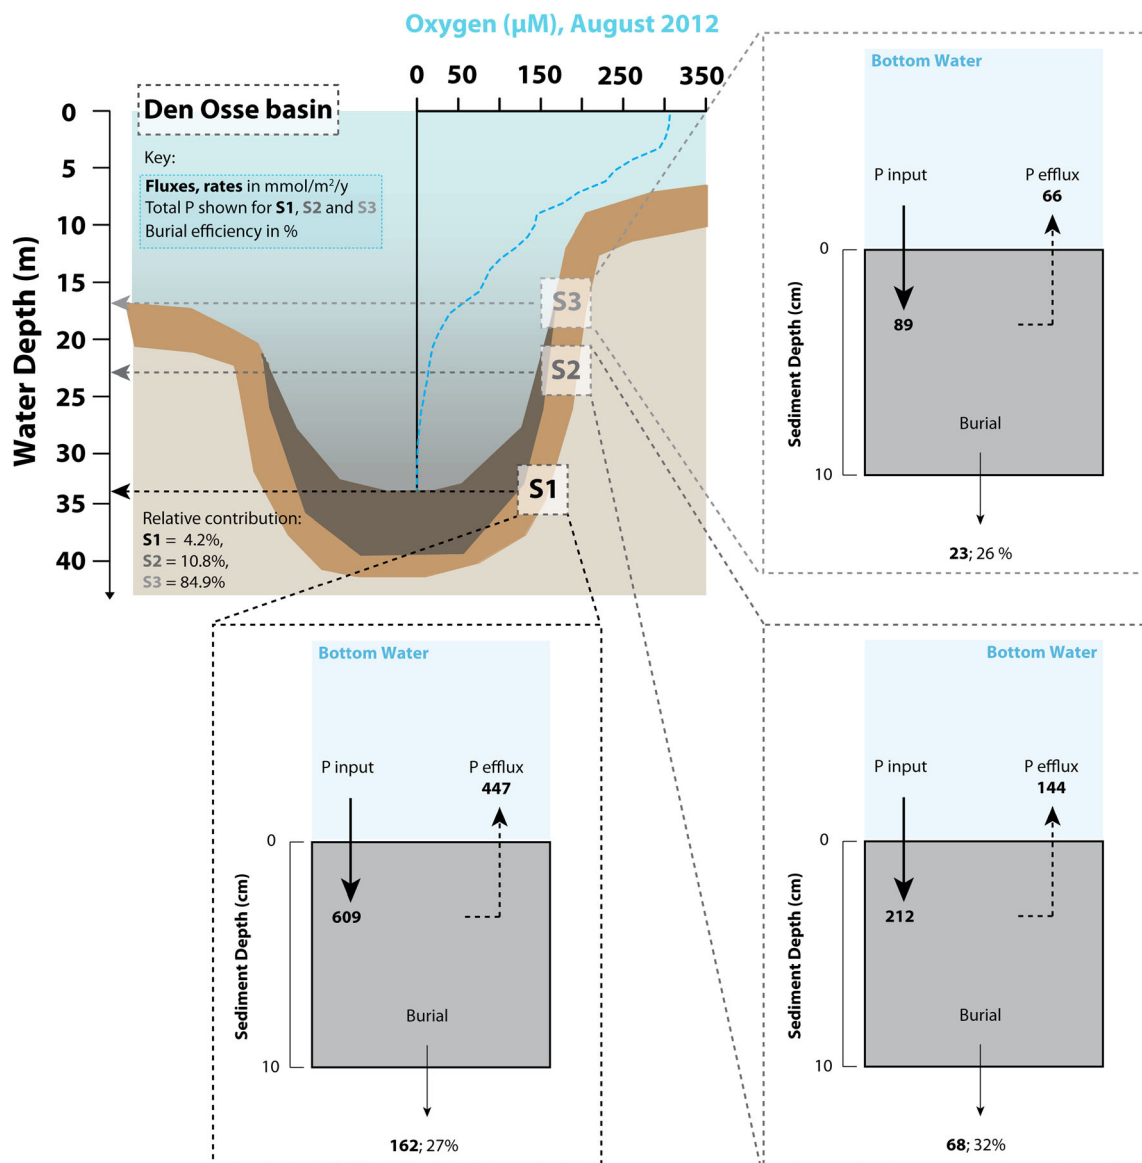 Oxygen (µM), August 2012
0 50 150 250 350
Den Osse basin
Key:
Fluxes, rates in mmol/m²/y
Total P shown for S1, S2 and S3
Burial efficiency in %
Water Depth (m)
0
5
10
15
20
25
30
35
40
S3
S2
S1
Relative contribution:
S1 = 4.2%,
S2 = 10.8%,
S3 = 84.9%
Bottom Water
P input
P efflux
66
0
89
Sediment Depth (cm)
Burial
10
23; 26 %
Bottom Water
P input
P efflux
447
0
609
Sediment Depth (cm)
Burial
10
162; 27%
Bottom Water
P input
P efflux
144
0
212
Sediment Depth (cm)
Burial
10
68; 32%